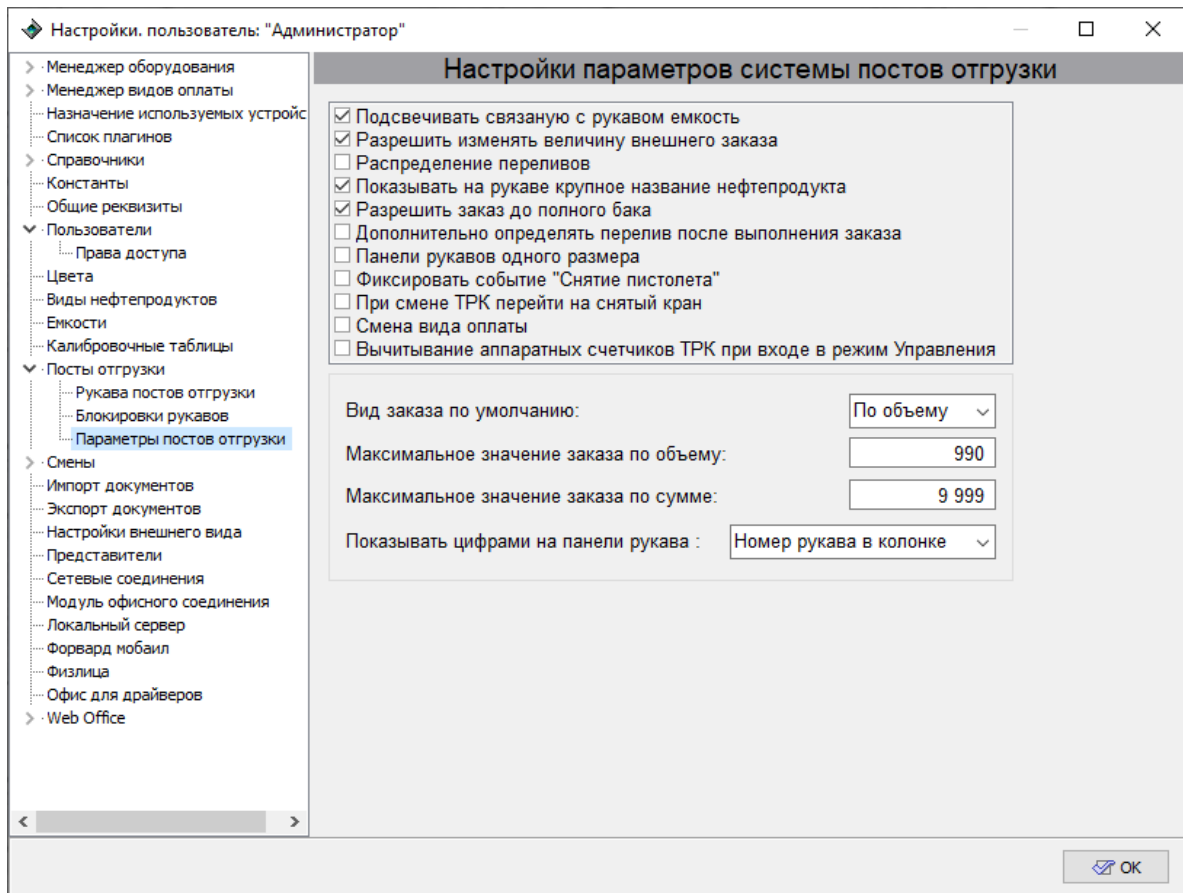 Настройки. пользователь: "Администратор"
Менеджер оборудования
Менеджер видов оплаты
Назначение используемых устройс
Список плагинов
Справочники
Константы
Общие реквизиты
Пользователи
Права доступа
Цвета
Виды нефтепродуктов
Емкости
Калибровочные таблицы
Посты отгрузки
Рукава постов отгрузки
Блокировки рукавов
Параметры постов отгрузки
Смены
Импорт документов
Экспорт документов
Настройки внешнего вида
Представители
Сетевые соединения
Модуль офисного соединения
Локальный сервер
Форвард мобаил
Физлица
Офис для драйверов
Web Office
Настройки параметров системы постов отгрузки
Подсвечивать связаную с рукавом емкость
Разрешить изменять величину внешнего заказа
Распределение переливов
Показывать на рукаве крупное название нефтепродукта
Разрешить заказ до полного бака
Дополнительно определять перелив после выполнения заказа
Панели рукавов одного размера
Фиксировать событие "Снятие пистолета"
При смене ТРК перейти на снятый кран
Смена вида оплаты
Вычитывание аппаратных счетчиков ТРК при входе в режим Управления
Вид заказа по умолчанию: По объему
Максимальное значение заказа по объему: 990
Максимальное значение заказа по сумме: 9 999
Показывать цифрами на панели рукава : Номер рукава в колонке
OK